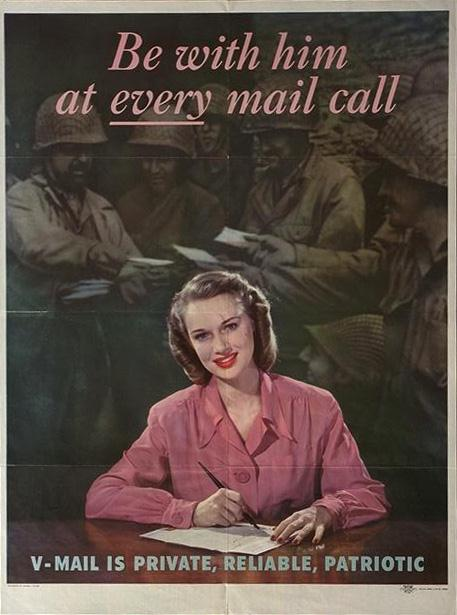 Be with him
at every mail call
V-MAIL IS PRIVATE, RELIABLE, PATRIOTIC